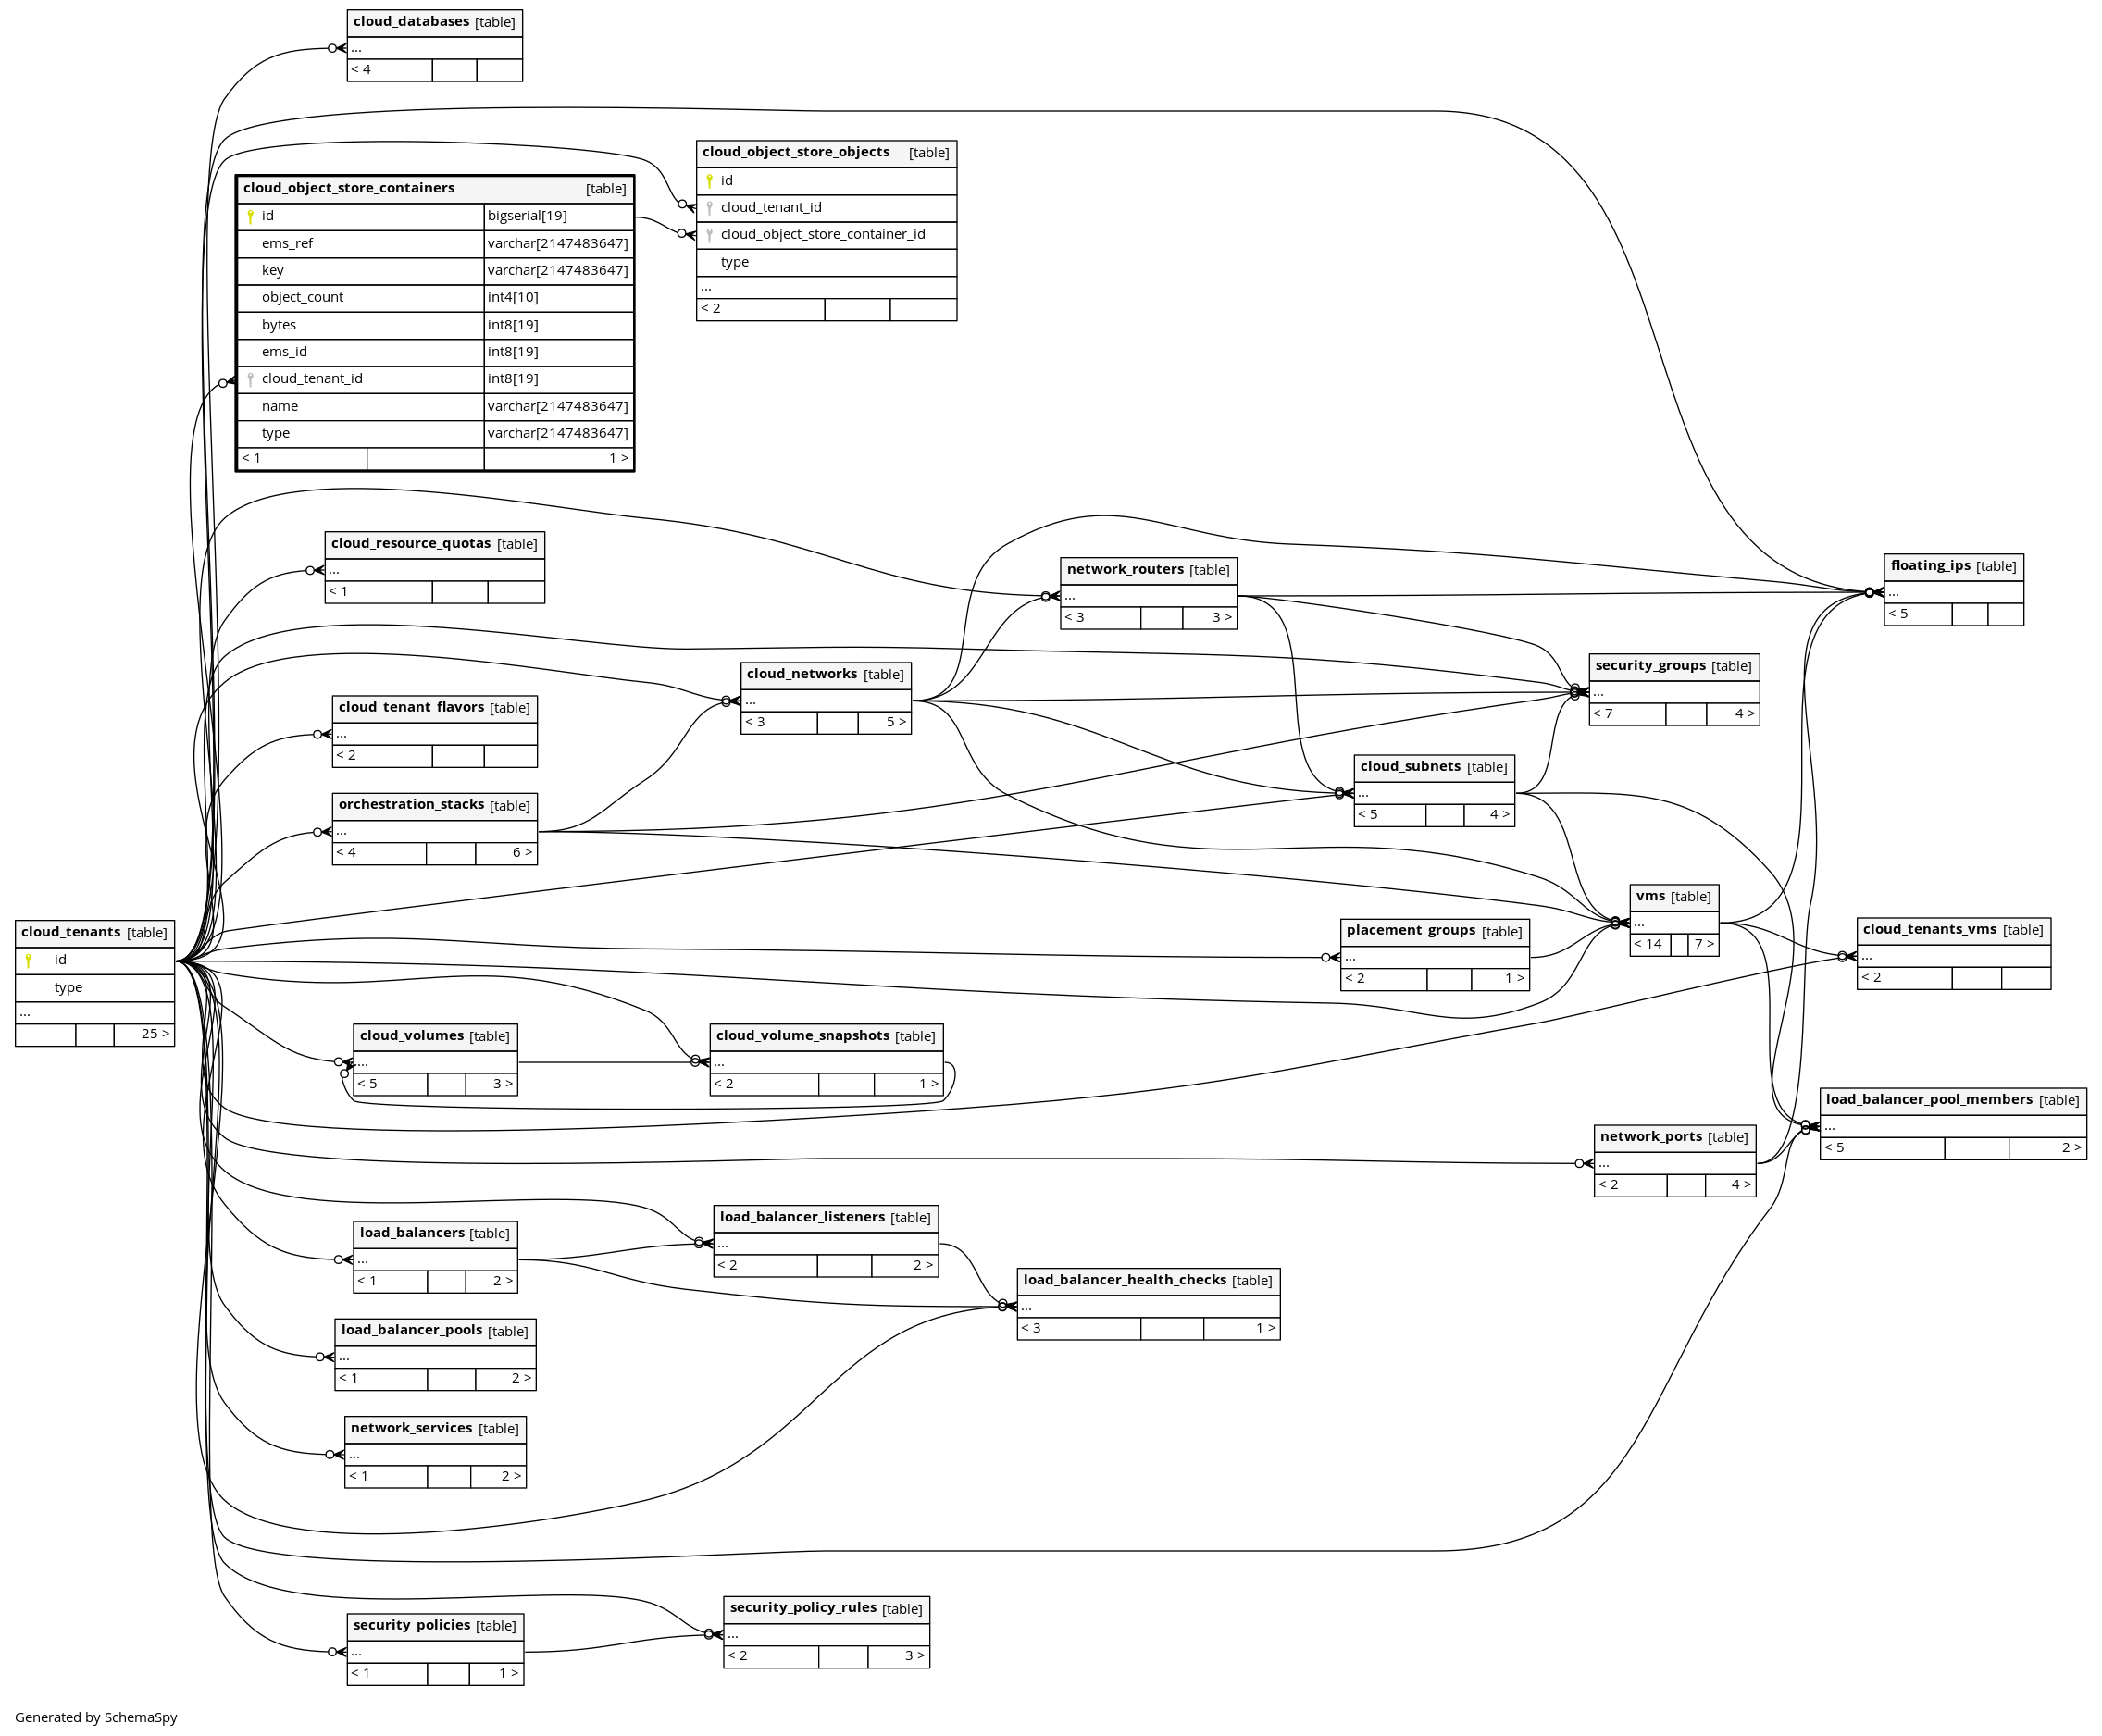 cloud_databases [table]
...
< 4
cloud_object_store_objects [table]
id
cloud_tenant_id
cloud_object_store_container_id
type
...
< 2
cloud_object_store_containers [table]
id bigserial[19]
ems_ref varchar[2147483647]
key varchar[2147483647]
object_count int4[10]
bytes int8[19]
ems_id int8[19]
cloud_tenant_id int8[19]
name varchar[2147483647]
type varchar[2147483647]
< 1 1 >
cloud_resource_quotas [table]
...
< 1
network_routers [table]
...
< 3 3 >
floating_ips [table]
...
< 5
cloud_networks [table]
...
< 3 5 >
security_groups [table]
...
< 7 4 >
cloud_tenant_flavors [table]
...
< 2
cloud_subnets [table]
...
< 5 4 >
orchestration_stacks [table]
...
< 4 6 >
vms [table]
...
< 14 7 >
cloud_tenants [table]
id
type
...
25 >
placement_groups [table]
...
< 2 1 >
cloud_tenants_vms [table]
...
< 2
cloud_volumes [table]
...
< 5 3 >
cloud_volume_snapshots [table]
...
< 2 1 >
load_balancer_pool_members [table]
...
< 5 2 >
network_ports [table]
...
< 2 4 >
load_balancer_listeners [table]
...
< 2 2 >
load_balancers [table]
...
< 1 2 >
load_balancer_health_checks [table]
...
< 3 1 >
load_balancer_pools [table]
...
< 1 2 >
network_services [table]
...
< 1 2 >
security_policy_rules [table]
...
< 2 3 >
security_policies [table]
...
< 1 1 >
Generated by SchemaSpy